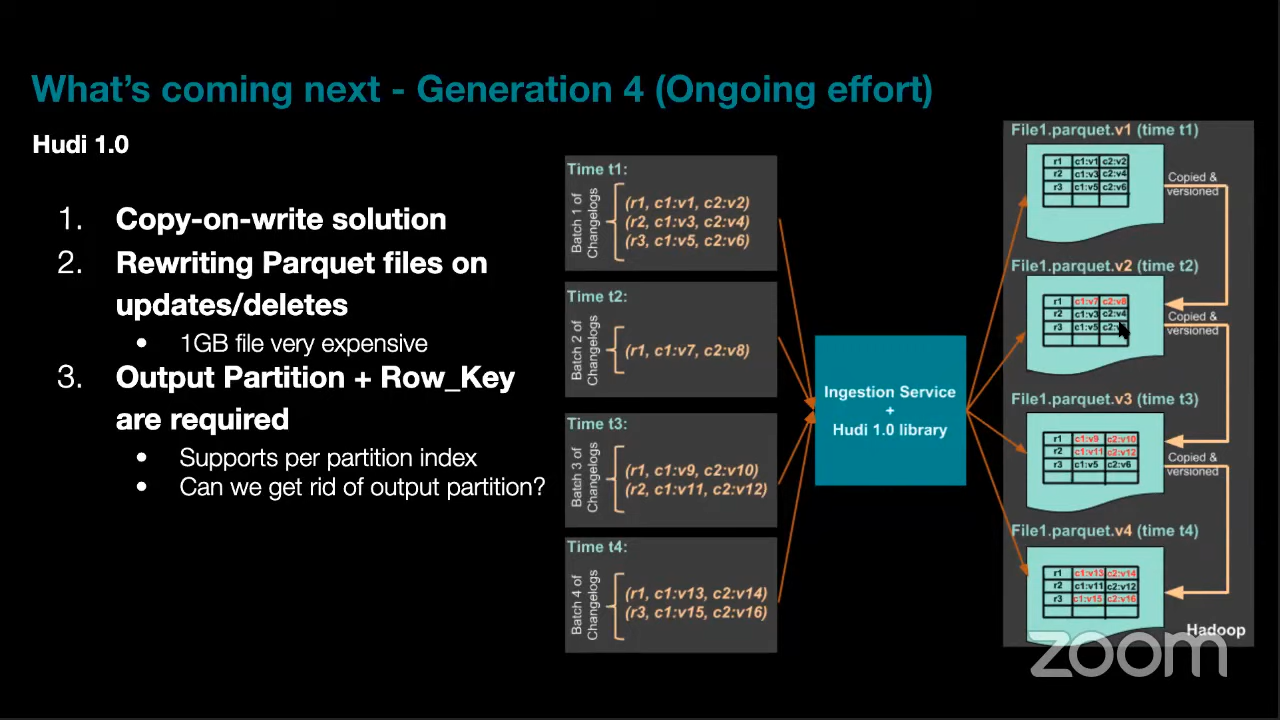 What's coming next - Generation 4 (Ongoing effort)
Hudi 1.0
1. Copy-on-write solution
2. Rewriting Parquet files on
updates/deletes
• 1GB file very expensive
3. Output Partition + Row_Key
are required
• Supports per partition index
• Can we get rid of output partition?
Time t1:
Batch 1 of
Changelogs
(r1, c1:v1, c2:v2)
(r2, c1:v3, c2:v4)
(r3, c1:v5, c2:v6)
Time t2:
Batch 2 of
Changelogs
(r1, c1:v7, c2:v8)
Time t3:
Batch 3 of
Changelogs
(r1, c1:v9, c2:v10)
(r2, c1:v11, c2:v12)
Time t4:
Batch 4 of
Changelogs
(r1, c1:v13, c2:v14)
(r3, c1:v15, c2:v16)
Ingestion Service
+
Hudi 1.0 library
File1.parquet.v1 (time t1)
r1 c1:v1 c2:v2
r2 c1:v3 c2:v4
r3 c1:v5 c2:v6
Copied &
versioned
File1.parquet.v2 (time t2)
r1 c1:v7 c2:v8
r2 c1:v3 c2:v4
r3 c1:v5
Copied &
versioned
File1.parquet.v3 (time t3)
r1 c1:v9 c2:v10
r2 c1:v11 c2:v12
r3 c1:v5 c2:v6
Copied &
versioned
File1.parquet.v4 (time t4)
r1 c1:v13 c2:v14
r2 c1:v11 c2:v12
r3 c1:v15 c2:v16
Hadoop
zoom